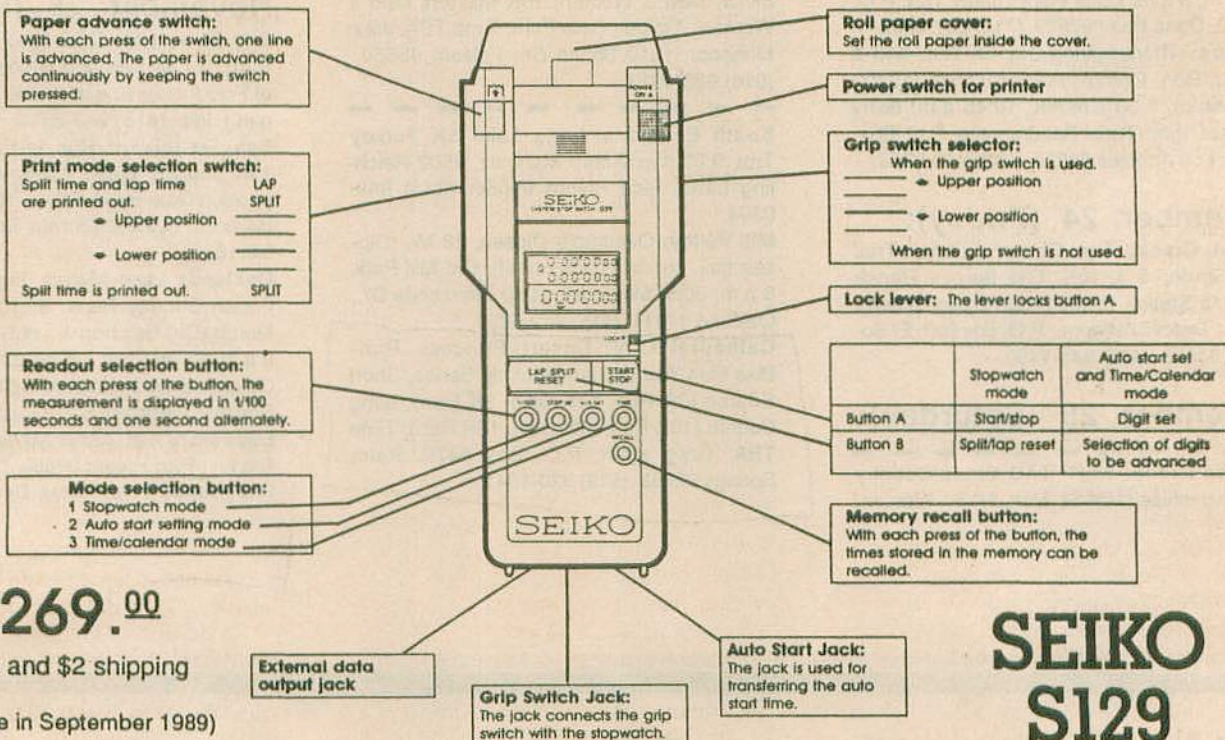 Paper advance switch:
With each press of the switch, one line
is advanced. The paper is advanced
continuously by keeping the switch
pressed.
Print mode selection switch:
Split time and lap time LAP
are printed out. SPLIT
Upper position
Lower position
Split time is printed out. SPLIT
Readout selection button:
With each press of the button, the
measurement is displayed in 1/100
seconds and one second alternately.
Mode selection button:
1 Stopwatch mode
2 Auto start setting mode
3 Time/calendar mode
POWER
ON
SEIKO
SYSTEM STOP WATCH
LOCK
LAP SPLIT
RESET
START
STOP
1/100
TIME
RECALL
SEIKO
Roll paper cover:
Set the roll paper inside the cover.
Power switch for printer
Grip switch selector:
When the grip switch is used.
Upper position
Lower position
When the grip switch is not used.
Lock lever: The lever locks button A.
Stopwatch mode
Auto start set and Time/Calendar mode
Button A Start/stop Digit set
Button B Split/lap reset Selection of digits
to be advanced
Memory recall button:
With each press of the button, the
times stored in the memory can be
recalled.
269.00
and $2 shipping
e in September 1989)
External data
output jack
Grip Switch Jack:
The jack connects the grip
switch with the stopwatch.
Auto Start Jack:
The jack is used for
transferring the auto
start time.
SEIKO
S129